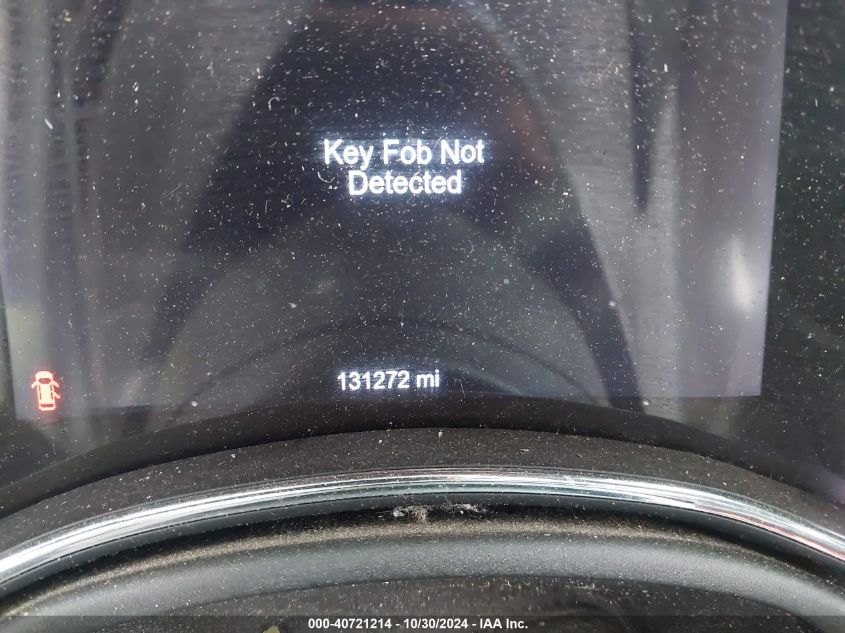 Key Fob Not
Detected
131272 mi
000-40721214 - 10/30/2024 - IAA Inc.